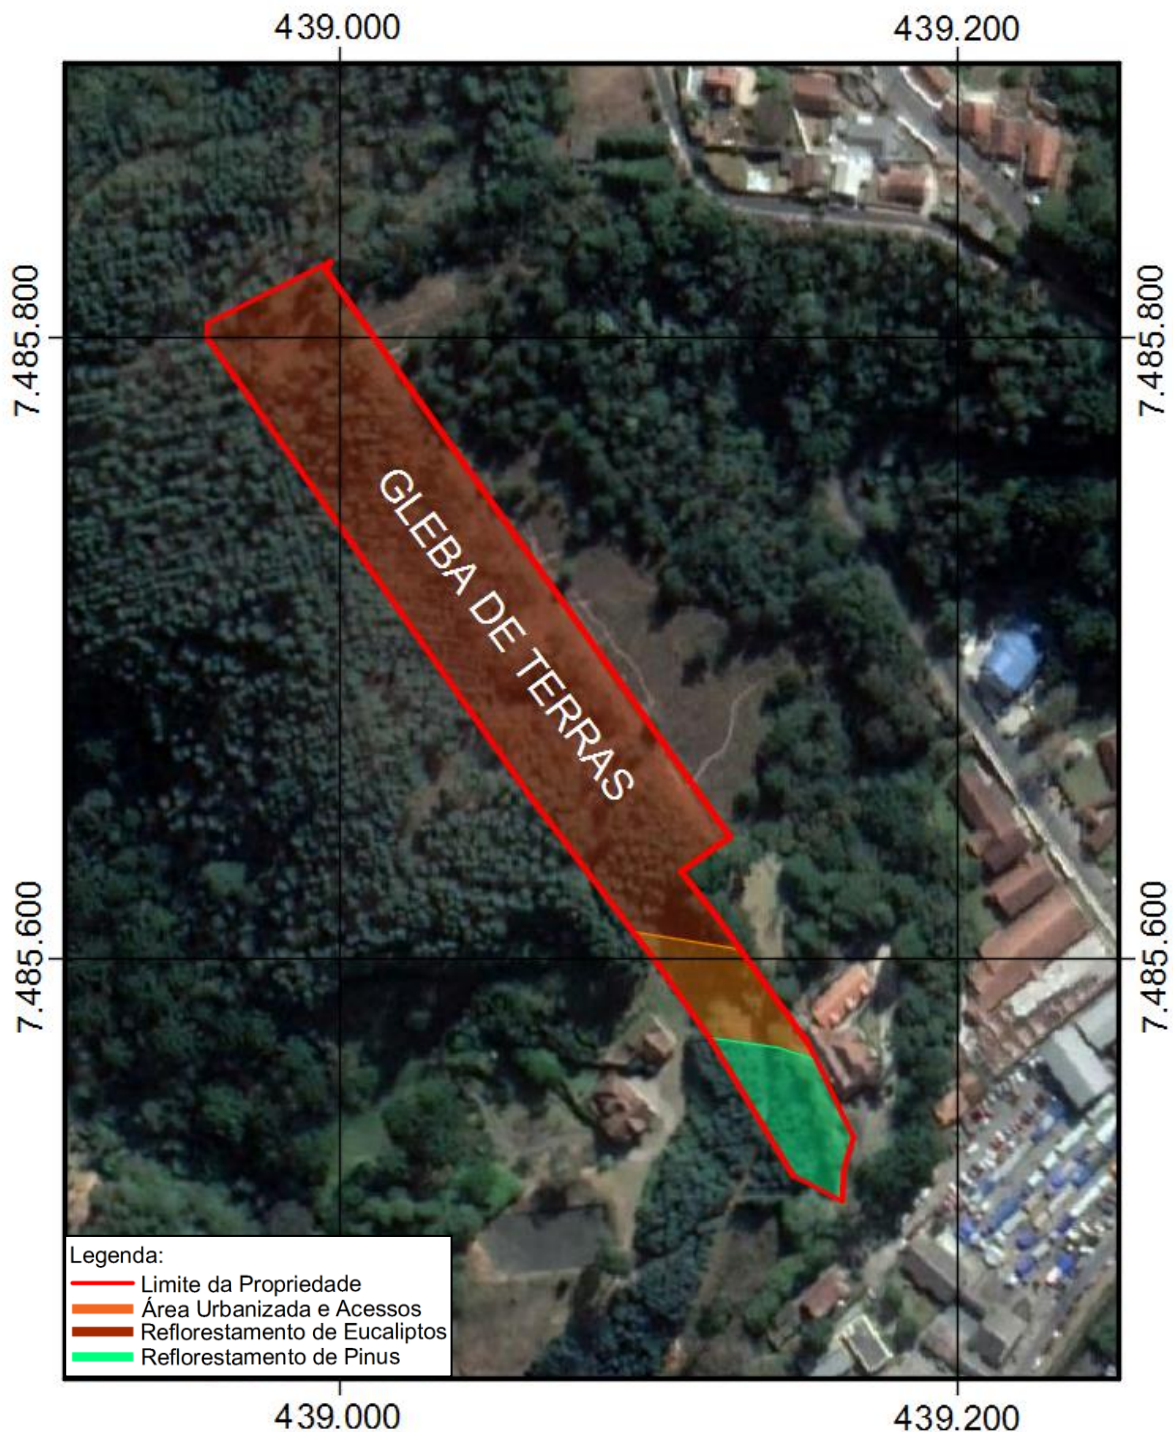 439.000
439.200
7.485.800
7.485.800
GLEBA DE TERRAS
7.485.600
7.485.600
Legenda:
Limite da Propriedade
Área Urbanizada e Acessos
Reflorestamento de Eucaliptos
Reflorestamento de Pinus
439.000
439.200